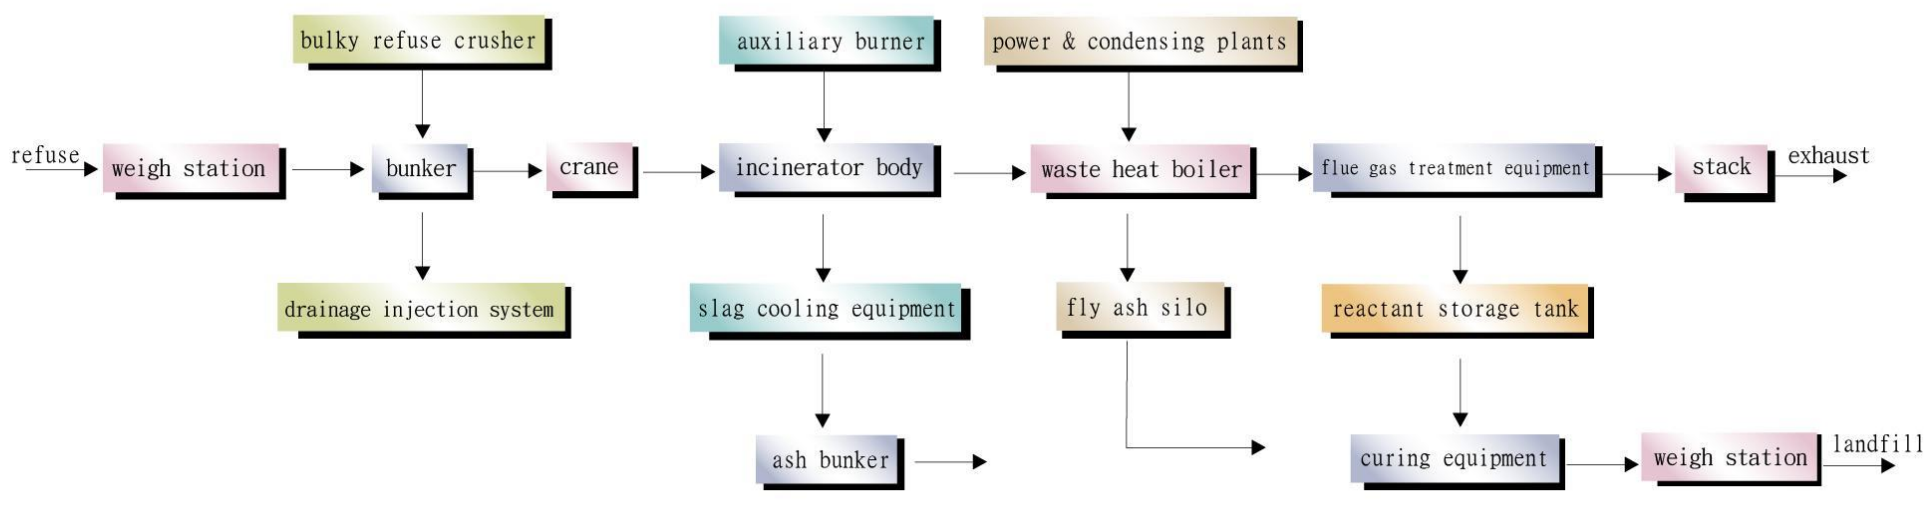 bulky refuse crusher
auxiliary burner
power & condensing plants
refuse
weigh station
bunker
crane
incinerator body
waste heat boiler
flue gas treatment equipment
stack
exhaust
drainage injection system
slag cooling equipment
fly ash silo
reactant storage tank
ash bunker
curing equipment
weigh station
landfill